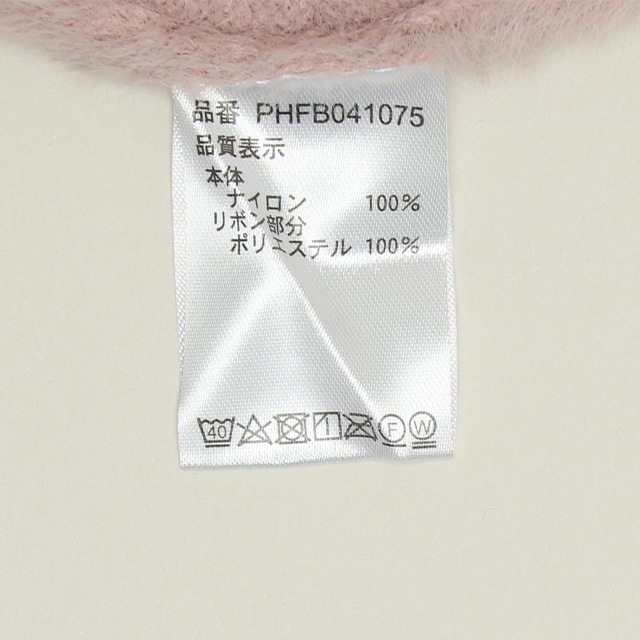 品番 PHFB041075
品質表示
本体
ナイロン 100%
リボン部分
ポリエステル 100%
40 F W